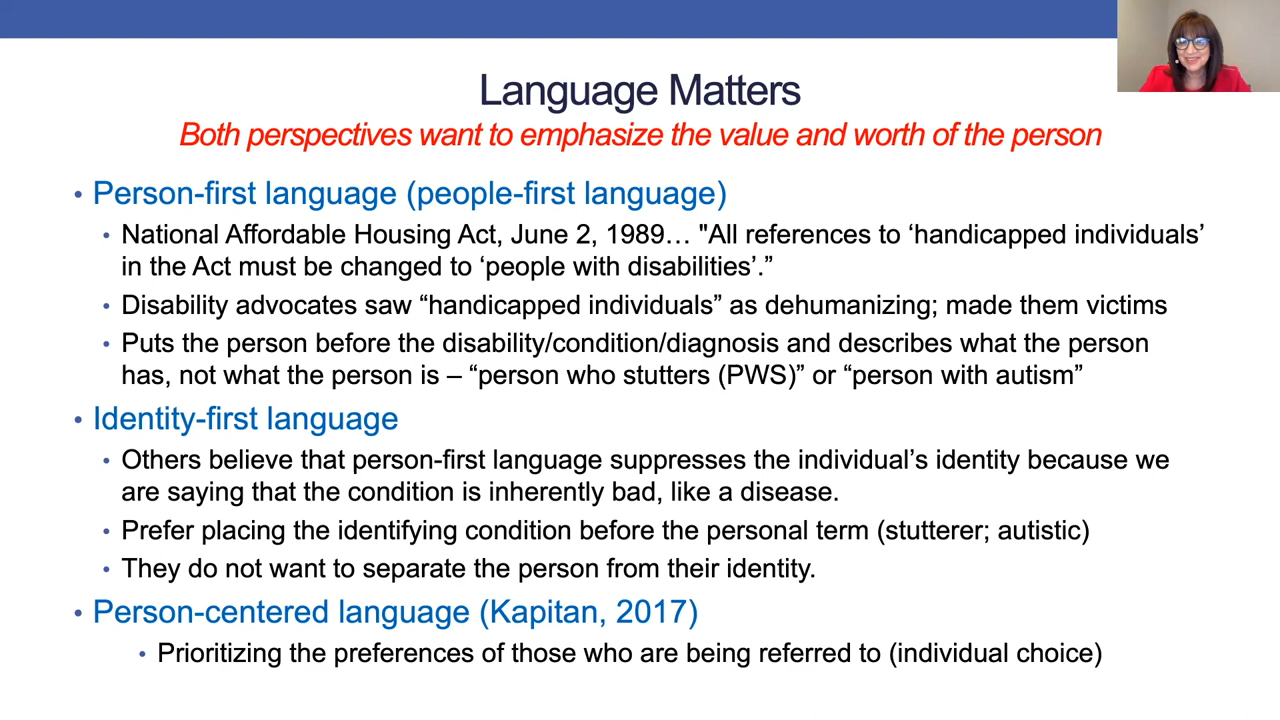 Language Matters
Both perspectives want to emphasize the value and worth of the person
• Person-first language (people-first language)
• National Affordable Housing Act, June 2, 1989… "All references to ‘handicapped individuals’
in the Act must be changed to ‘people with disabilities’.”
• Disability advocates saw “handicapped individuals” as dehumanizing; made them victims
• Puts the person before the disability/condition/diagnosis and describes what the person
has, not what the person is – “person who stutters (PWS)” or “person with autism”
• Identity-first language
• Others believe that person-first language suppresses the individual’s identity because we
are saying that the condition is inherently bad, like a disease.
• Prefer placing the identifying condition before the personal term (stutterer; autistic)
• They do not want to separate the person from their identity.
• Person-centered language (Kapitan, 2017)
• Prioritizing the preferences of those who are being referred to (individual choice)